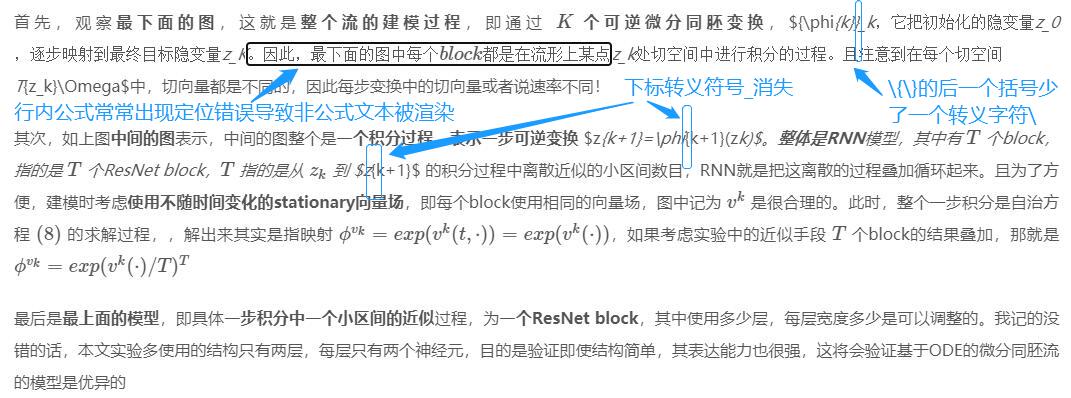 首先，观察最下面的图，这就是整个流的建模过程，即通过 K 个可逆微分同胚变换，${\phi{k}}_k，它把初始化的隐变量z_0
，逐步映射到最终目标隐变量z_k。因此，最下面的图中每个block都是在流形上某点z_k处切空间中进行积分的过程。且注意到在每个切空间
T{z_k}\Omega$中，切向量都是不同的，因此每步变换中的切向量或者说速率不同！
下标转义符号_消失
\{\}的后一个括号少
了一个转义字符\
行内公式常常出现定位错误导致非公式文本被渲染
其次，如上图中间的图表示，中间的图整个是一个积分过程，表示一步可逆变换 $z{k+1}=\phi{k+1}(zk)$。整体是RNN模型，其中有 T 个block，
指的是 T 个ResNet block，T 指的是从 z_k 到 $z{k+1}$ 的积分过程中离散近似的小区间数目，RNN就是把这离散的过程叠加循环起来。且为了方
便，建模时考虑使用不随时间变化的stationary向量场，即每个block使用相同的向量场，图中记为 v^k 是很合理的。此时，整个一步积分是自治方
程 (8) 的求解过程，，解出来其实是指映射 ϕ^{v_k} = exp(v^k(t,·)) = exp(v^k(·))，如果考虑实验中的近似手段 T 个block的结果叠加，那就是
ϕ^{v_k} = exp(v^k(·)/T)^T
最后是最上面的模型，即具体一步积分中一个小区间的近似过程，为一个ResNet block，其中使用多少层，每层宽度多少是可以调整的。我记的没
错的话，本文实验多使用的结构只有两层，每层只有两个神经元，目的是验证即使结构简单，其表达能力也很强，这将会验证基于ODE的微分同胚流
的模型是优异的